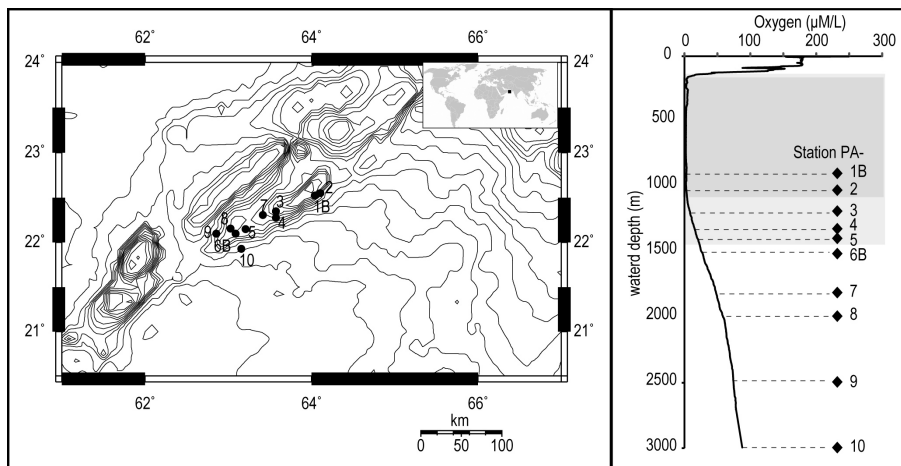 62˚ 64˚ 66˚
24˚ 24˚
23˚ 23˚
22˚ 22˚
21˚ 21˚
62˚ 64˚ 66˚
2
1B
3
7
4
8
5
9
6B
10
km
0 50 100
Oxygen (µM/L)
0 100 200 300
0
500
1000
1500
2000
2500
3000
waterd depth (m)
Station PA-
1B
2
3
4
5
6B
7
8
9
10